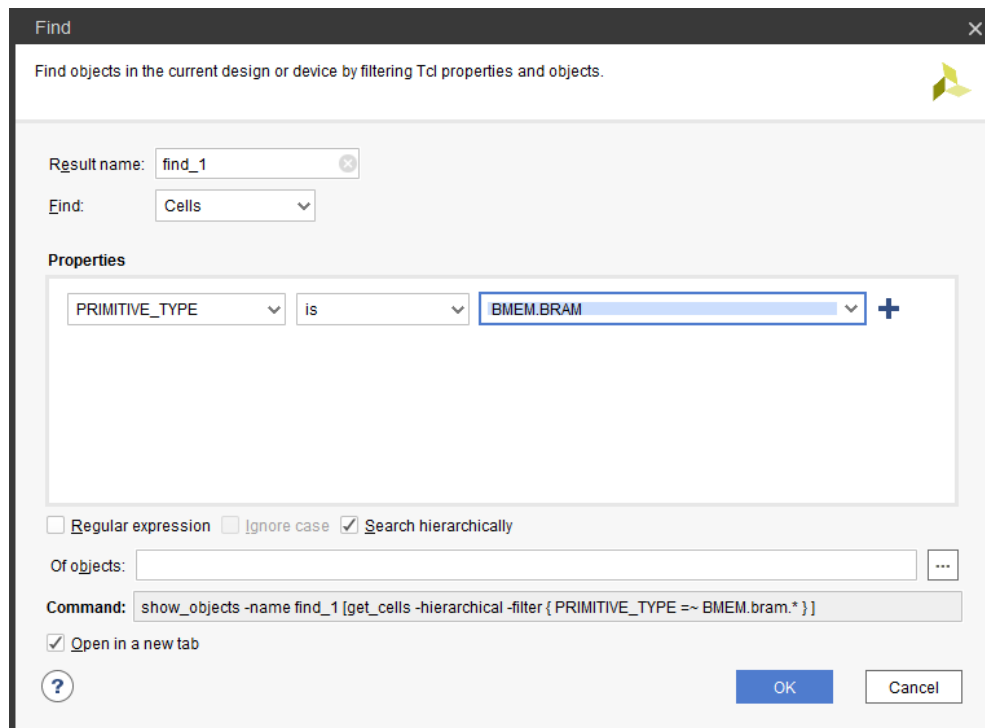 Find
Find objects in the current design or device by filtering Tcl properties and objects.
Result name: find_1
Find: Cells
Properties
PRIMITIVE_TYPE is BMEM.BRAM
Regular expression Ignore case Search hierarchically
Of objects: ...
Command: show_objects -name find_1 [get_cells -hierarchical -filter { PRIMITIVE_TYPE =~ BMEM.bram.* } ]
Open in a new tab
? OK Cancel